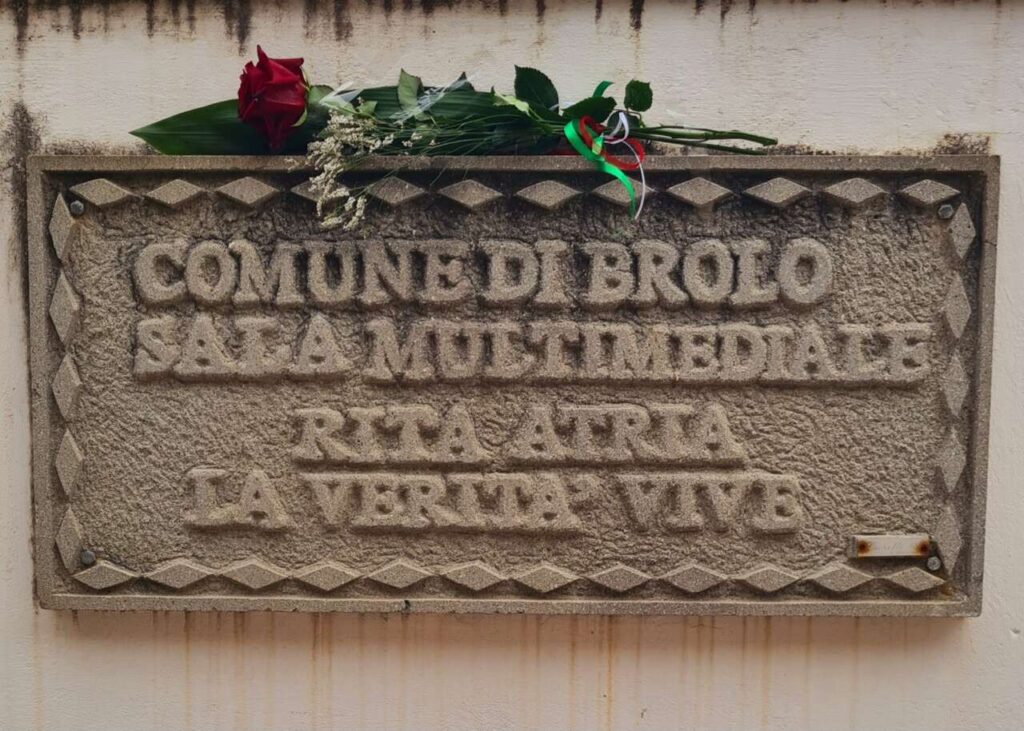 COMUNE DI BROLO
SALA MULTIMEDIALE
RITA ATRIA
LA VERITA' VIVE